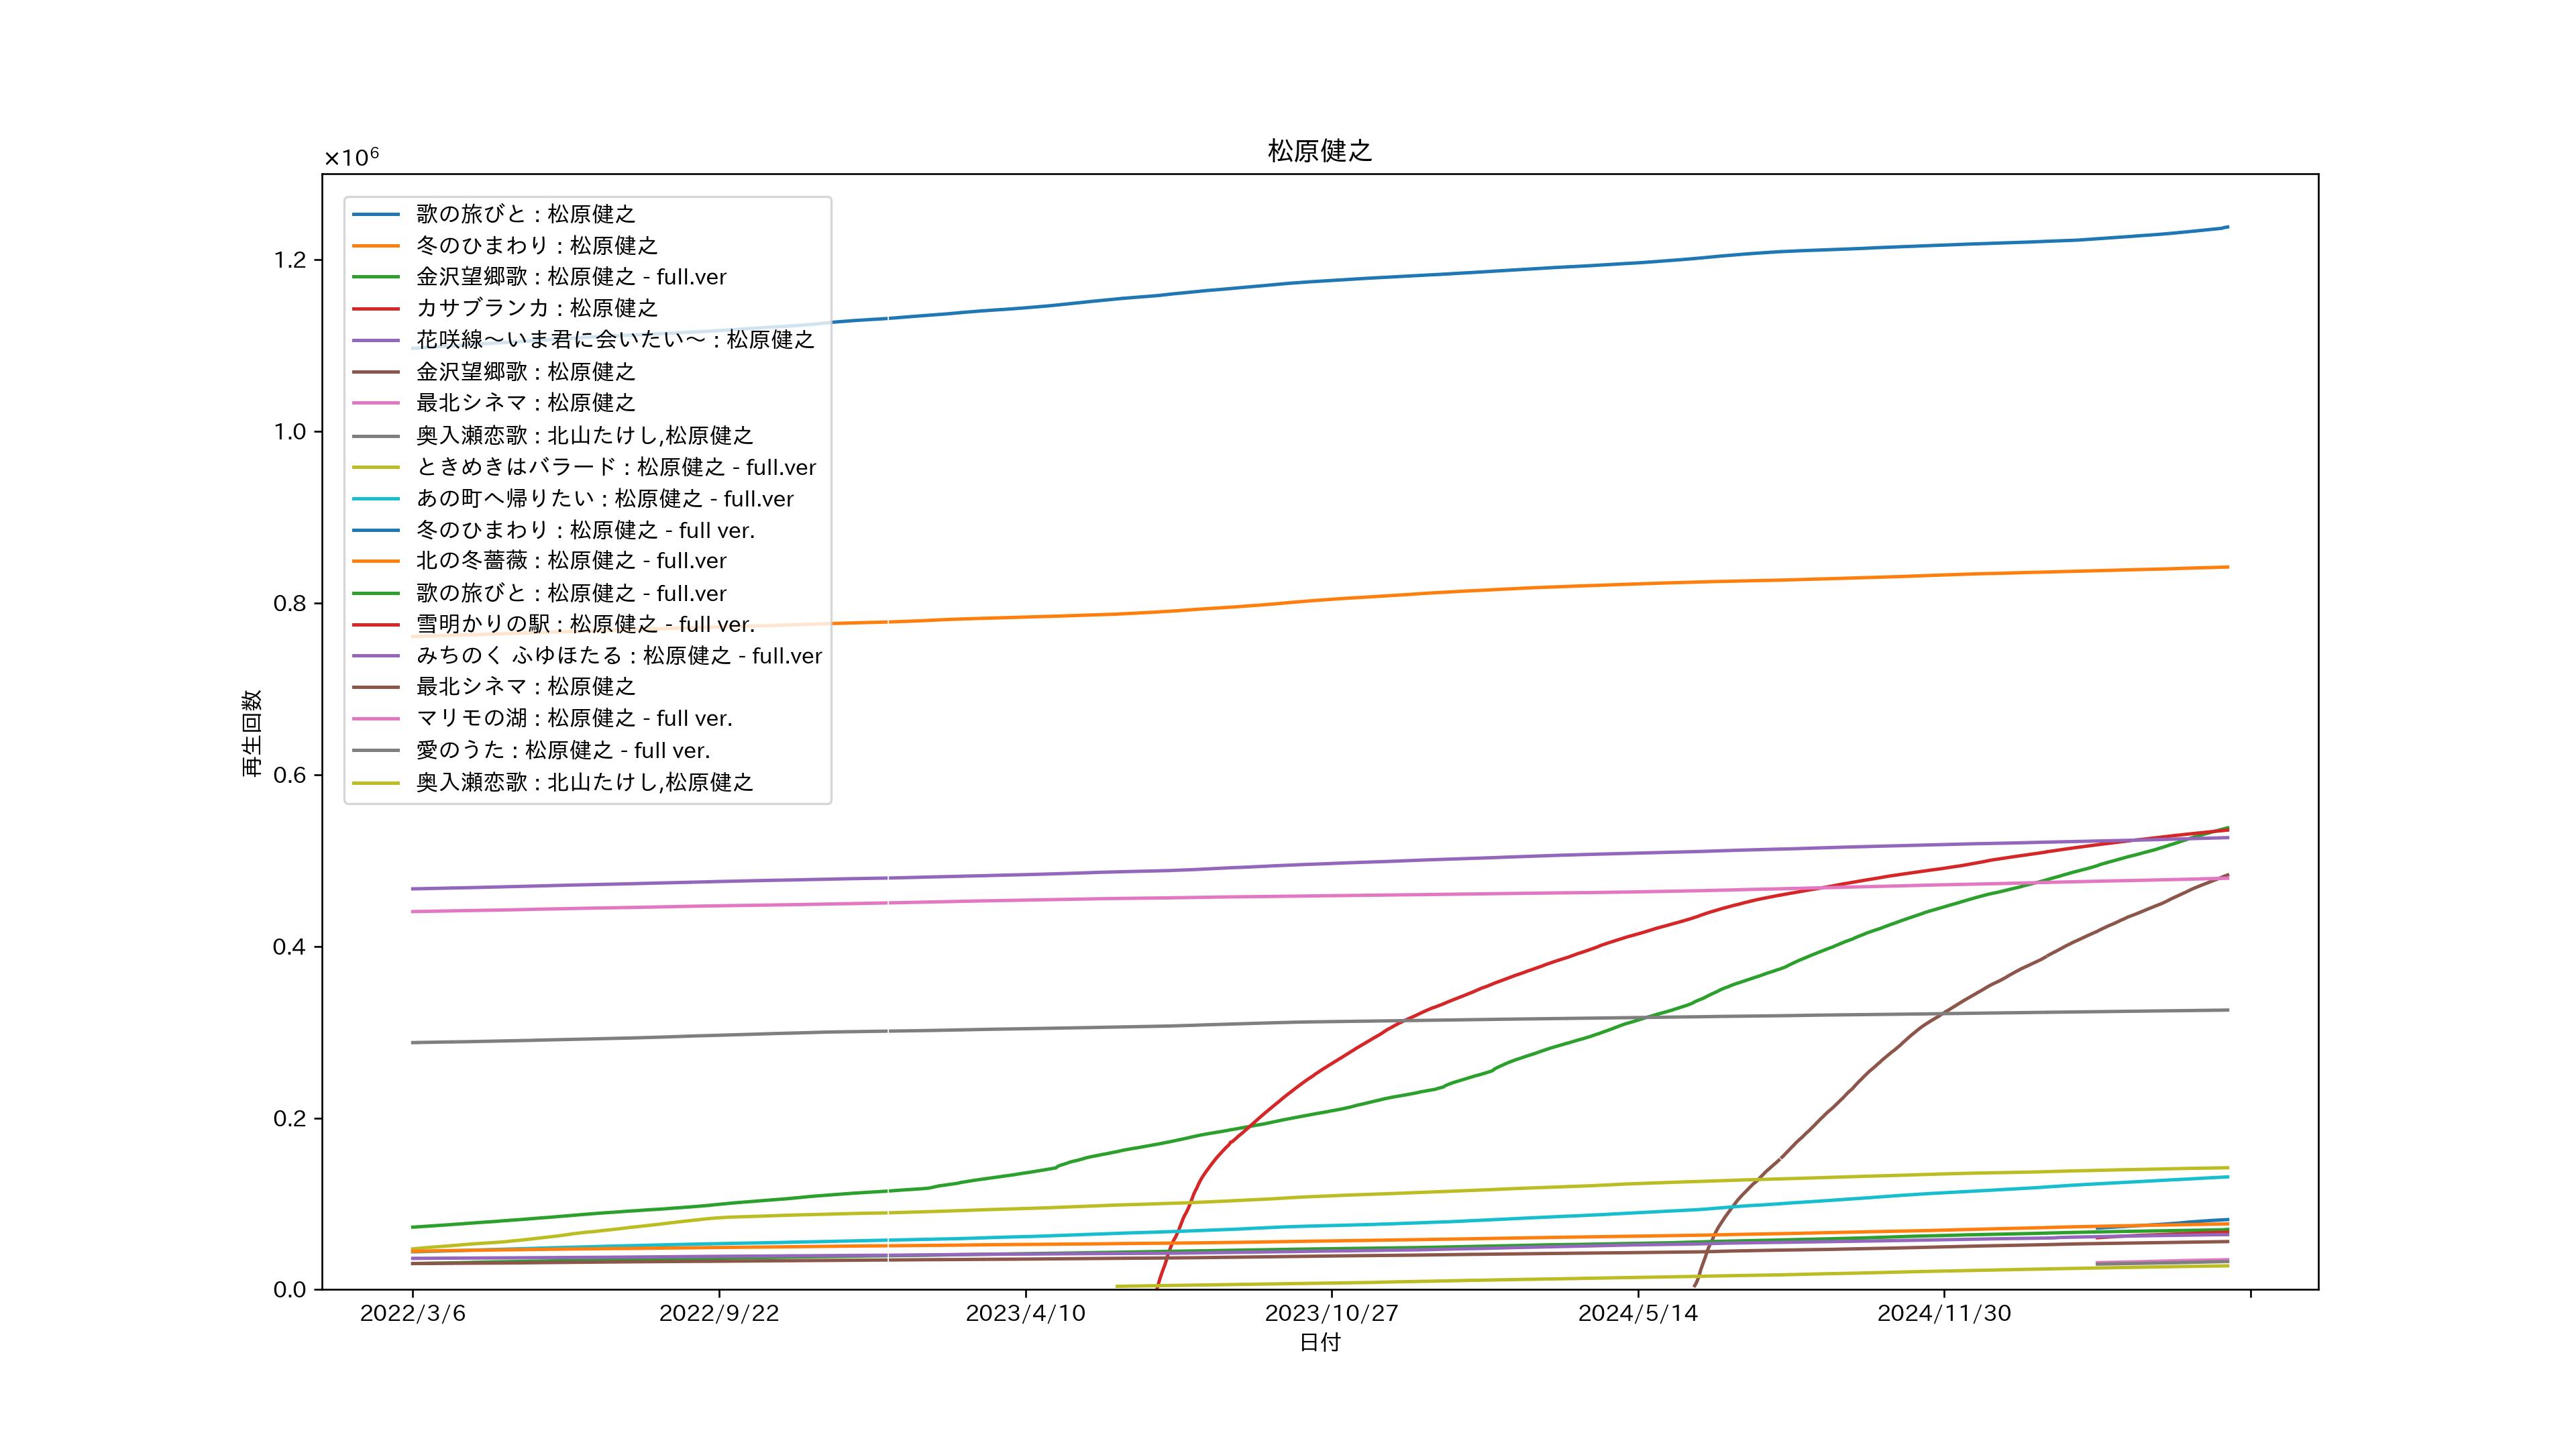 松原健之
×10⁶
歌の旅びと : 松原健之
冬のひまわり : 松原健之
金沢望郷歌 : 松原健之 - full.ver
カサブランカ : 松原健之
花咲線～いま君に会いたい～ : 松原健之
金沢望郷歌 : 松原健之
最北シネマ : 松原健之
奥入瀬恋歌 : 北山たけし,松原健之
ときめきはバラード : 松原健之 - full.ver
あの町へ帰りたい : 松原健之 - full.ver
冬のひまわり : 松原健之 - full ver.
北の冬薔薇 : 松原健之 - full.ver
歌の旅びと : 松原健之 - full.ver
雪明かりの駅 : 松原健之 - full ver.
みちのく ふゆほたる : 松原健之 - full.ver
最北シネマ : 松原健之
マリモの湖 : 松原健之 - full ver.
愛のうた : 松原健之 - full ver.
奥入瀬恋歌 : 北山たけし,松原健之
1.2
1.0
0.8
0.6
0.4
0.2
0.0
再生回数
2022/3/6
2022/9/22
2023/4/10
2023/10/27
2024/5/14
2024/11/30
日付